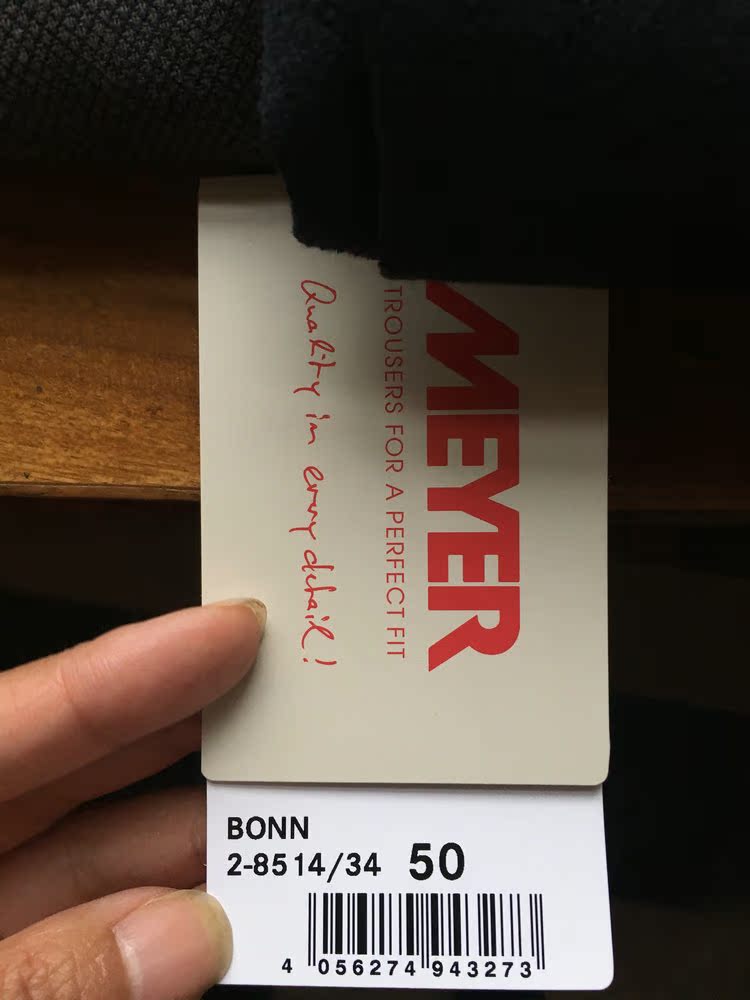 MEYER
TROUSERS FOR A PERFECT FIT
Quality in every detail!
BONN
2-8514/34 50
4 056274 943273